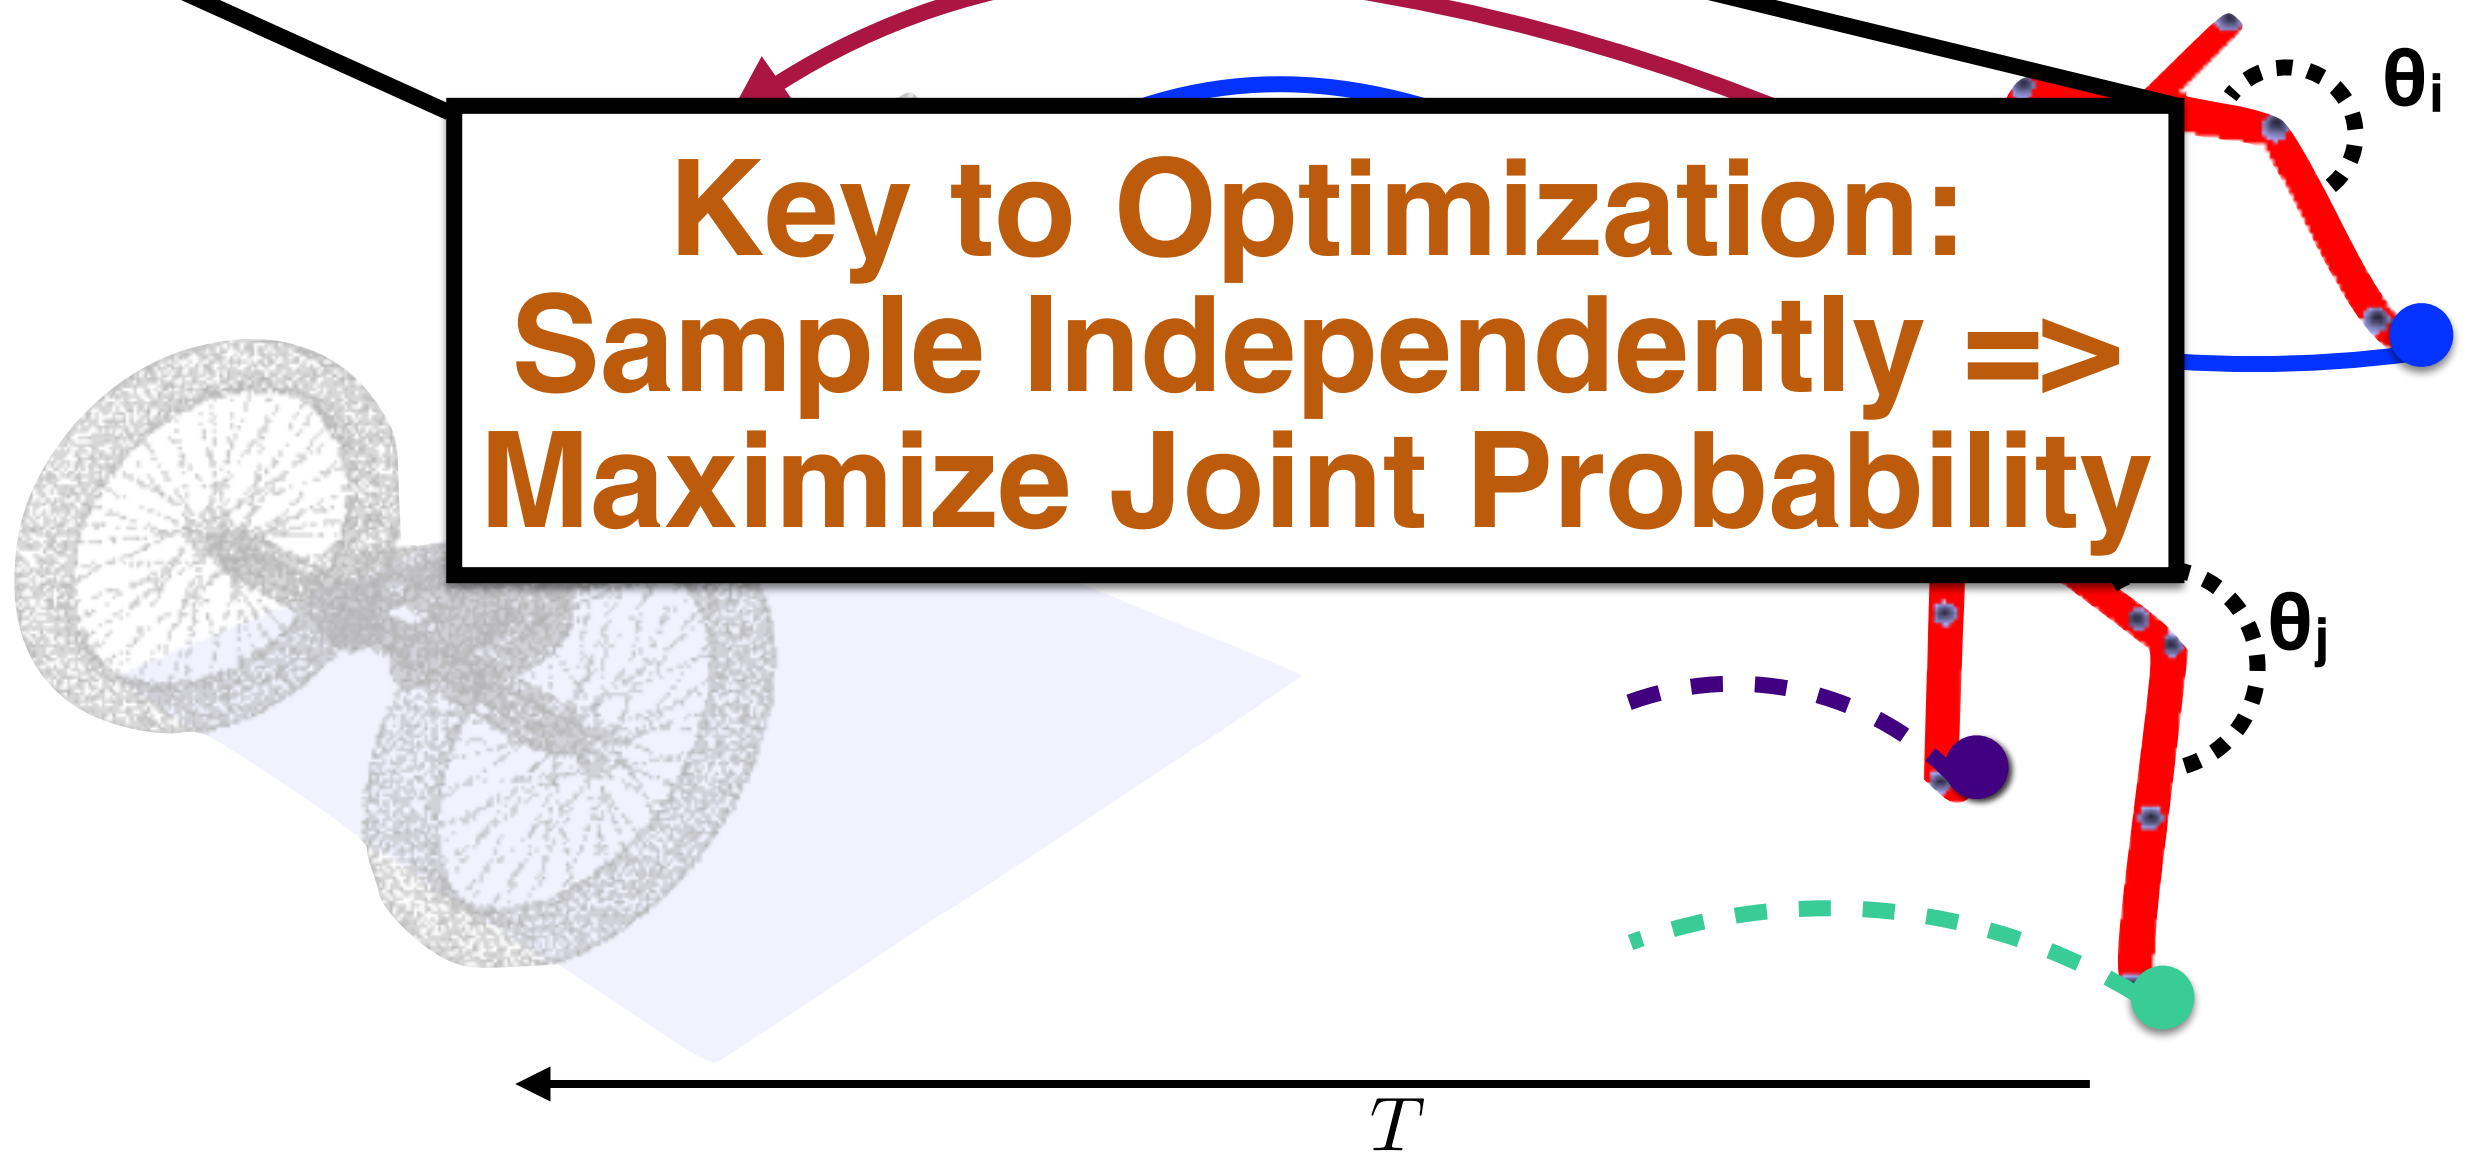 θi
Key to Optimization:
Sample Independently =>
Maximize Joint Probability
θj
T